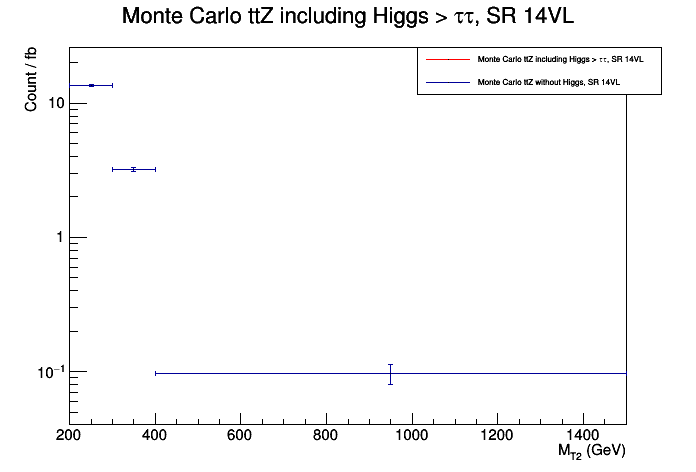 Monte Carlo ttZ including Higgs > ττ, SR 14VL
Count / fb
Monte Carlo ttZ including Higgs > ττ, SR 14VL
Monte Carlo ttZ without Higgs, SR 14VL
10
1
10⁻¹
200 400 600 800 1000 1200 1400
M_T2 (GeV)